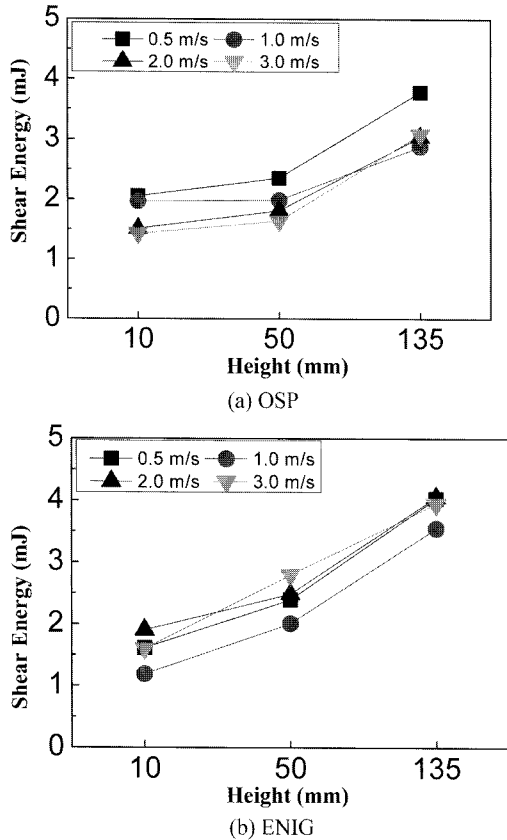 5
4
3
2
1
0
Shear Energy (mJ)
0.5 m/s 1.0 m/s
2.0 m/s 3.0 m/s
10 50 135
Height (mm)
(a) OSP
5
4
3
2
1
0
Shear Energy (mJ)
0.5 m/s 1.0 m/s
2.0 m/s 3.0 m/s
10 50 135
Height (mm)
(b) ENIG